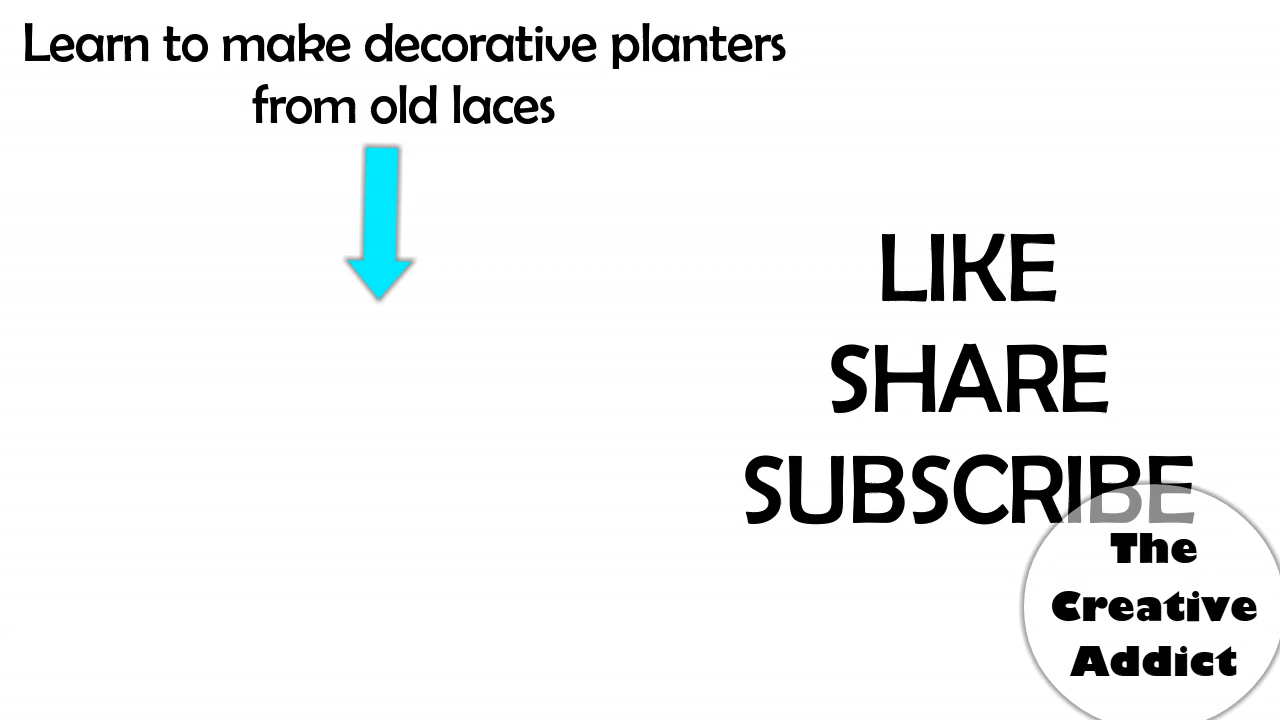 Learn to make decorative planters
from old laces
LIKE
SHARE
SUBSCRIBE
The
Creative
Addict